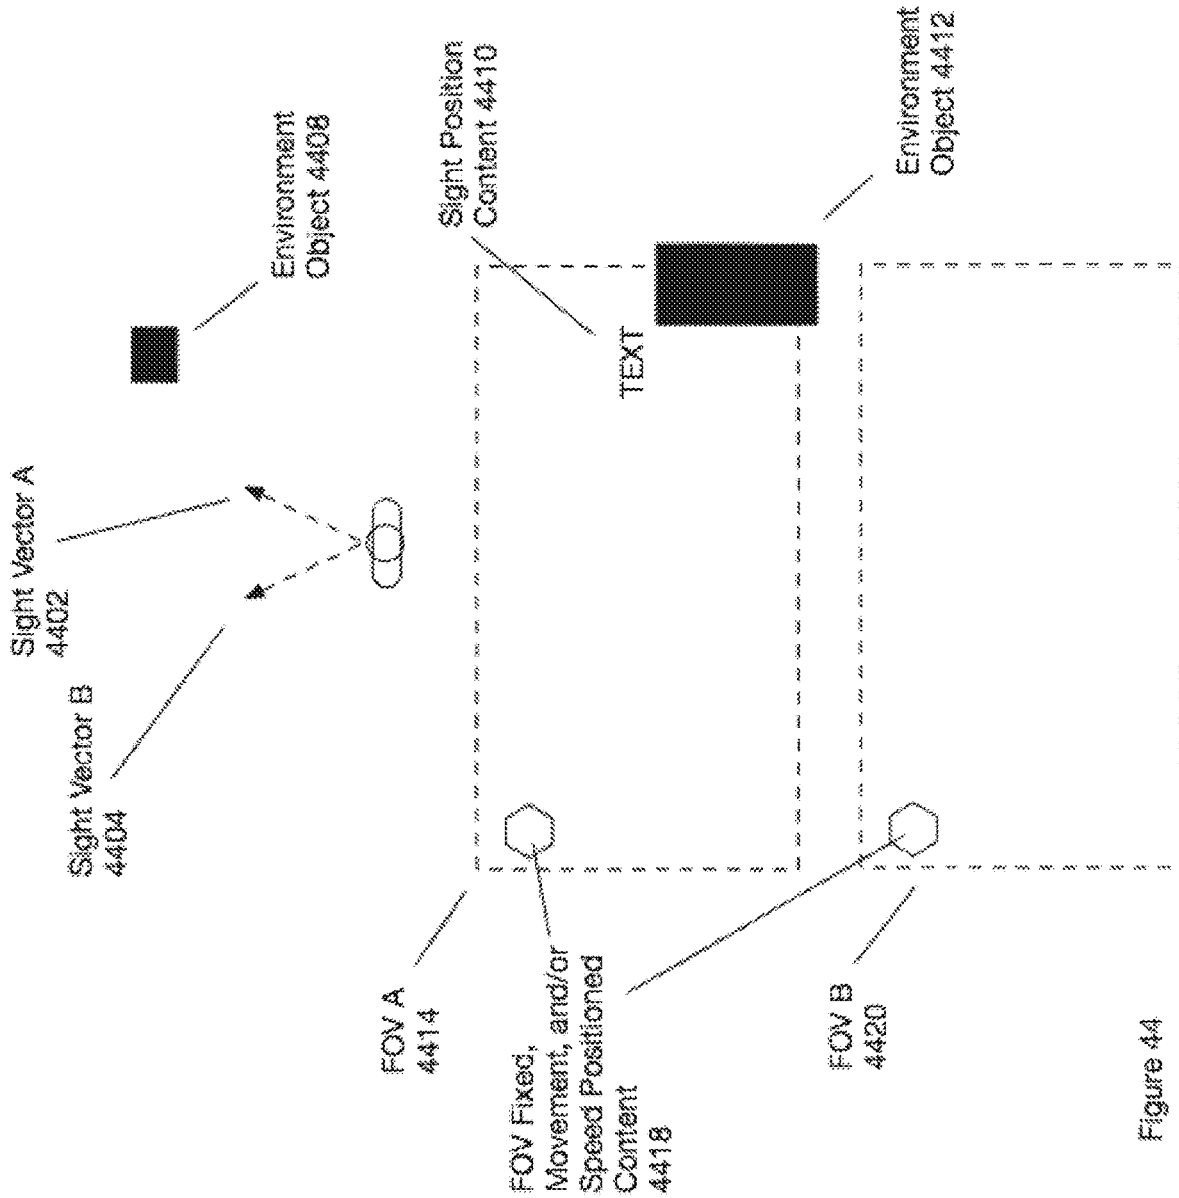 Sight Vector A
4402
Sight Vector B
4404
Environment
Object 4408
FOV A
4414
Sight Position
Content 4410
FOV Fixed,
Movement, and/or
Speed Positioned
Content
4418
TEXT
FOV B
4420
Environment
Object 4412
Figure 44